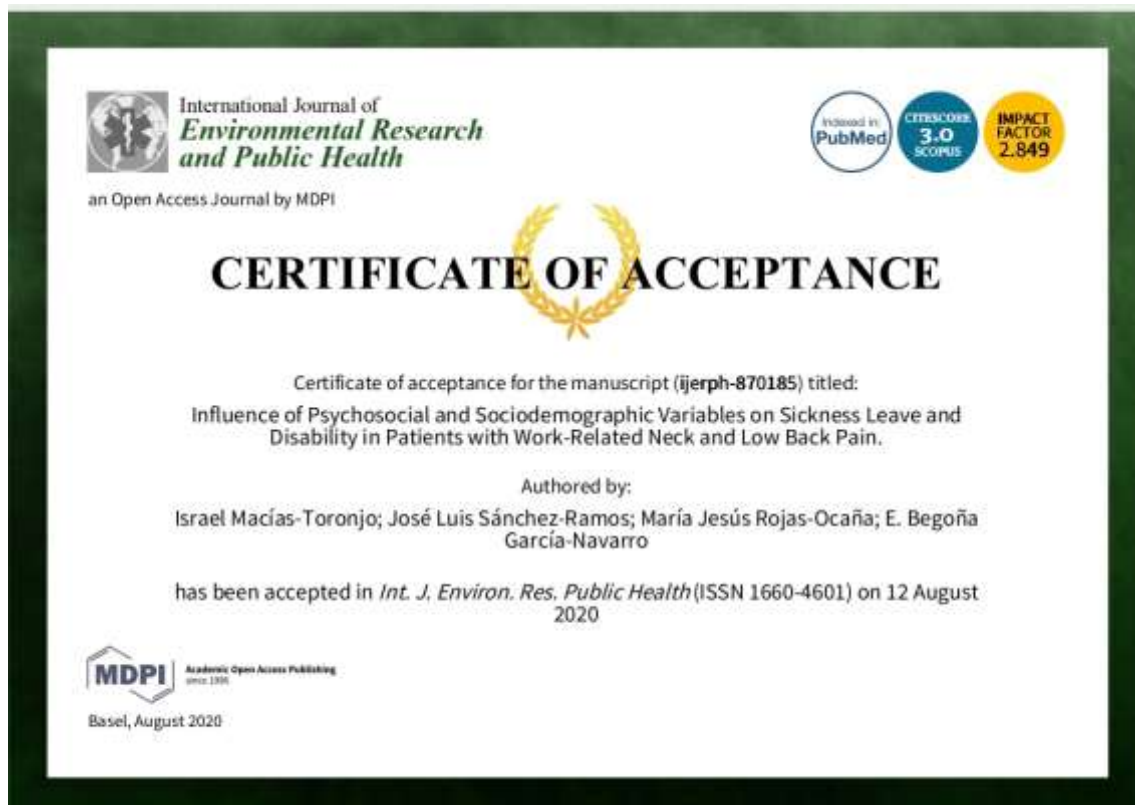 International Journal of
Environmental Research
and Public Health
an Open Access Journal by MDPI
Indexed in:
PubMed
CITESCORE
3.0
SCOPUS
IMPACT
FACTOR
2.849
CERTIFICATE OF ACCEPTANCE
Certificate of acceptance for the manuscript (ijerph-870185) titled:
Influence of Psychosocial and Sociodemographic Variables on Sickness Leave and
Disability in Patients with Work-Related Neck and Low Back Pain.
Authored by:
Israel Macías-Toronjo; José Luis Sánchez-Ramos; María Jesús Rojas-Ocaña; E. Begoña
García-Navarro
has been accepted in Int. J. Environ. Res. Public Health (ISSN 1660-4601) on 12 August
2020
MDPI
Academic Open Access Publishing
since 1996
Basel, August 2020